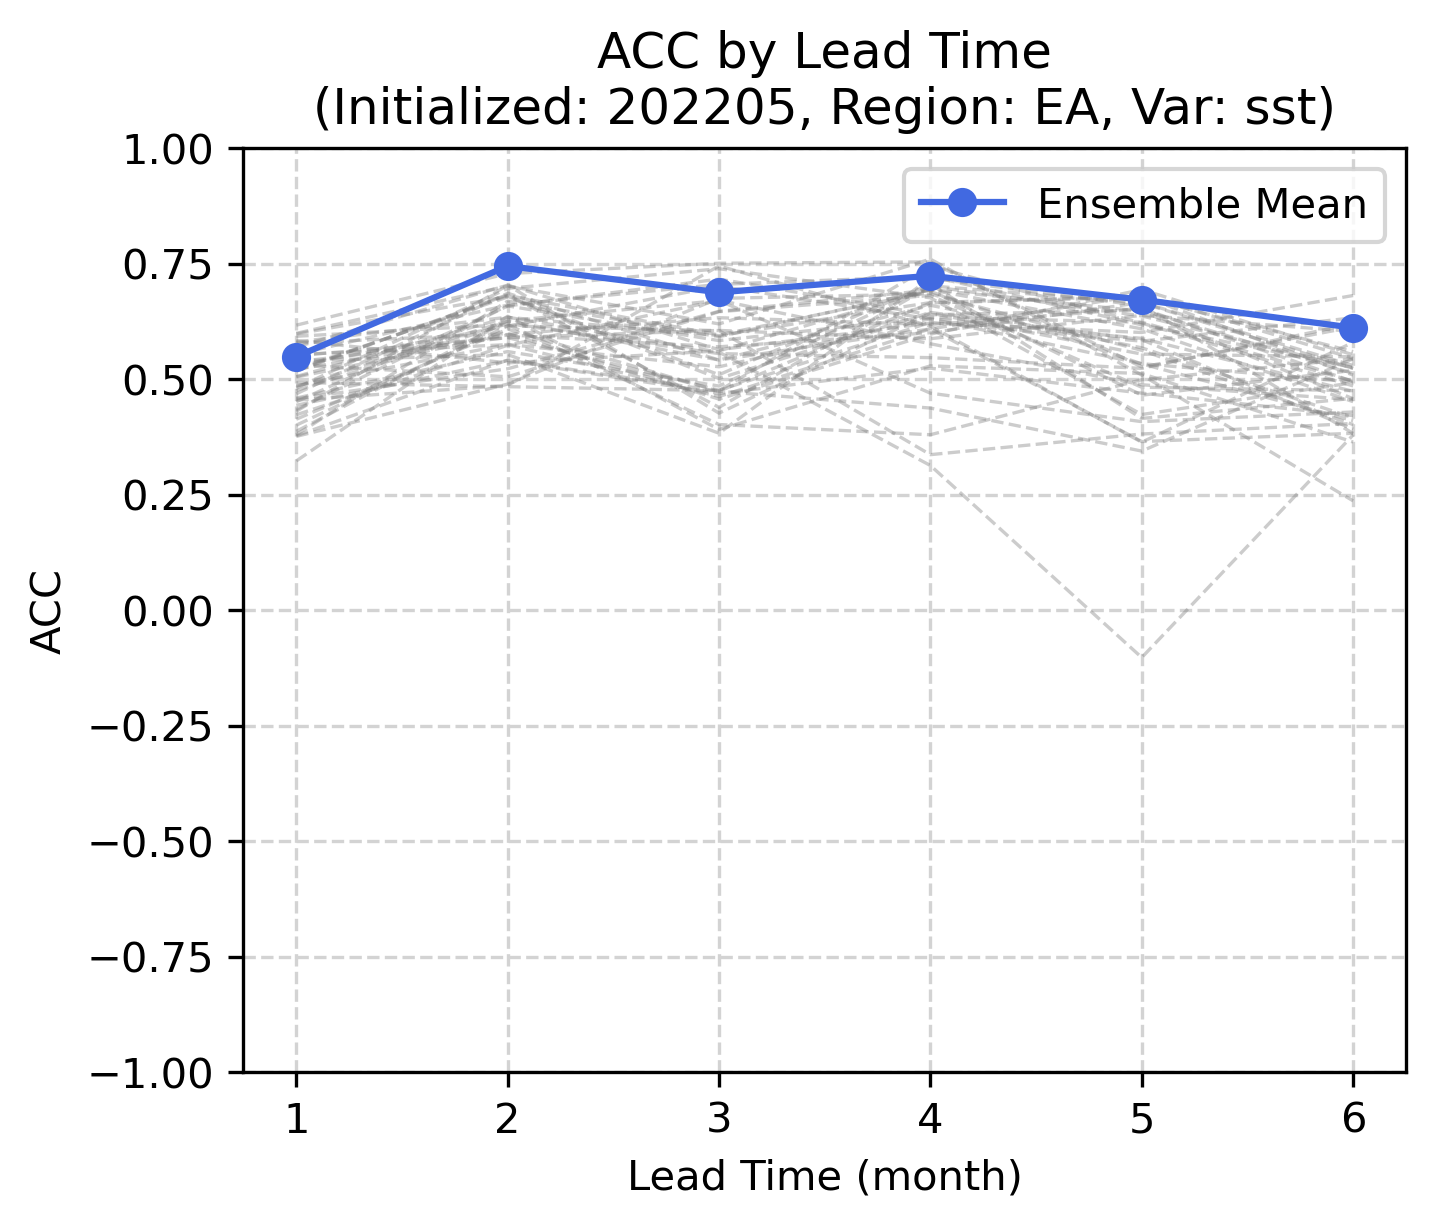 ACC by Lead Time
(Initialized: 202205, Region: EA, Var: sst)
Ensemble Mean
1.00
0.75
0.50
0.25
0.00
−0.25
−0.50
−0.75
−1.00
ACC
1 2 3 4 5 6
Lead Time (month)